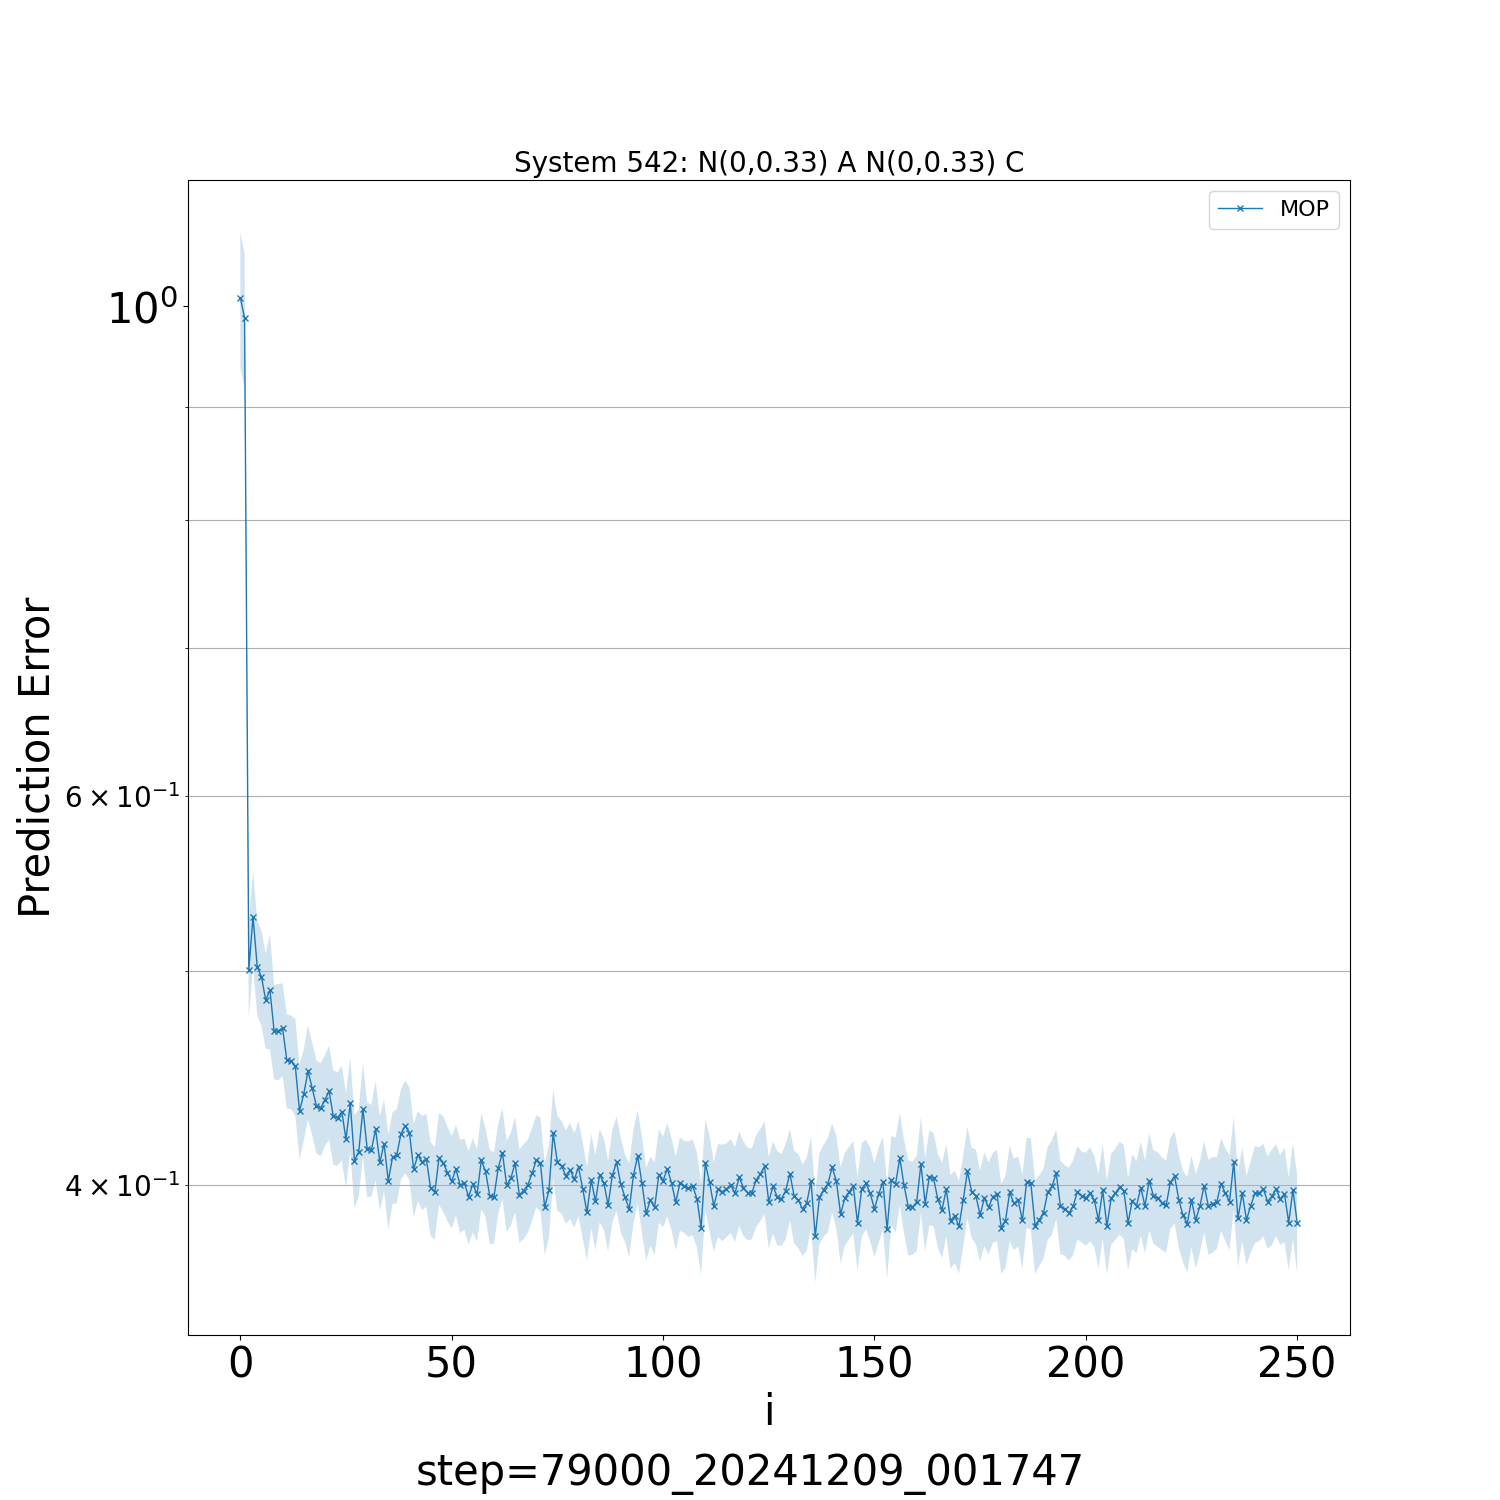 System 542: N(0,0.33) A N(0,0.33) C
MOP
Prediction Error
10⁰
6 × 10⁻¹
4 × 10⁻¹
0 50 100 150 200 250
i
step=79000_20241209_001747